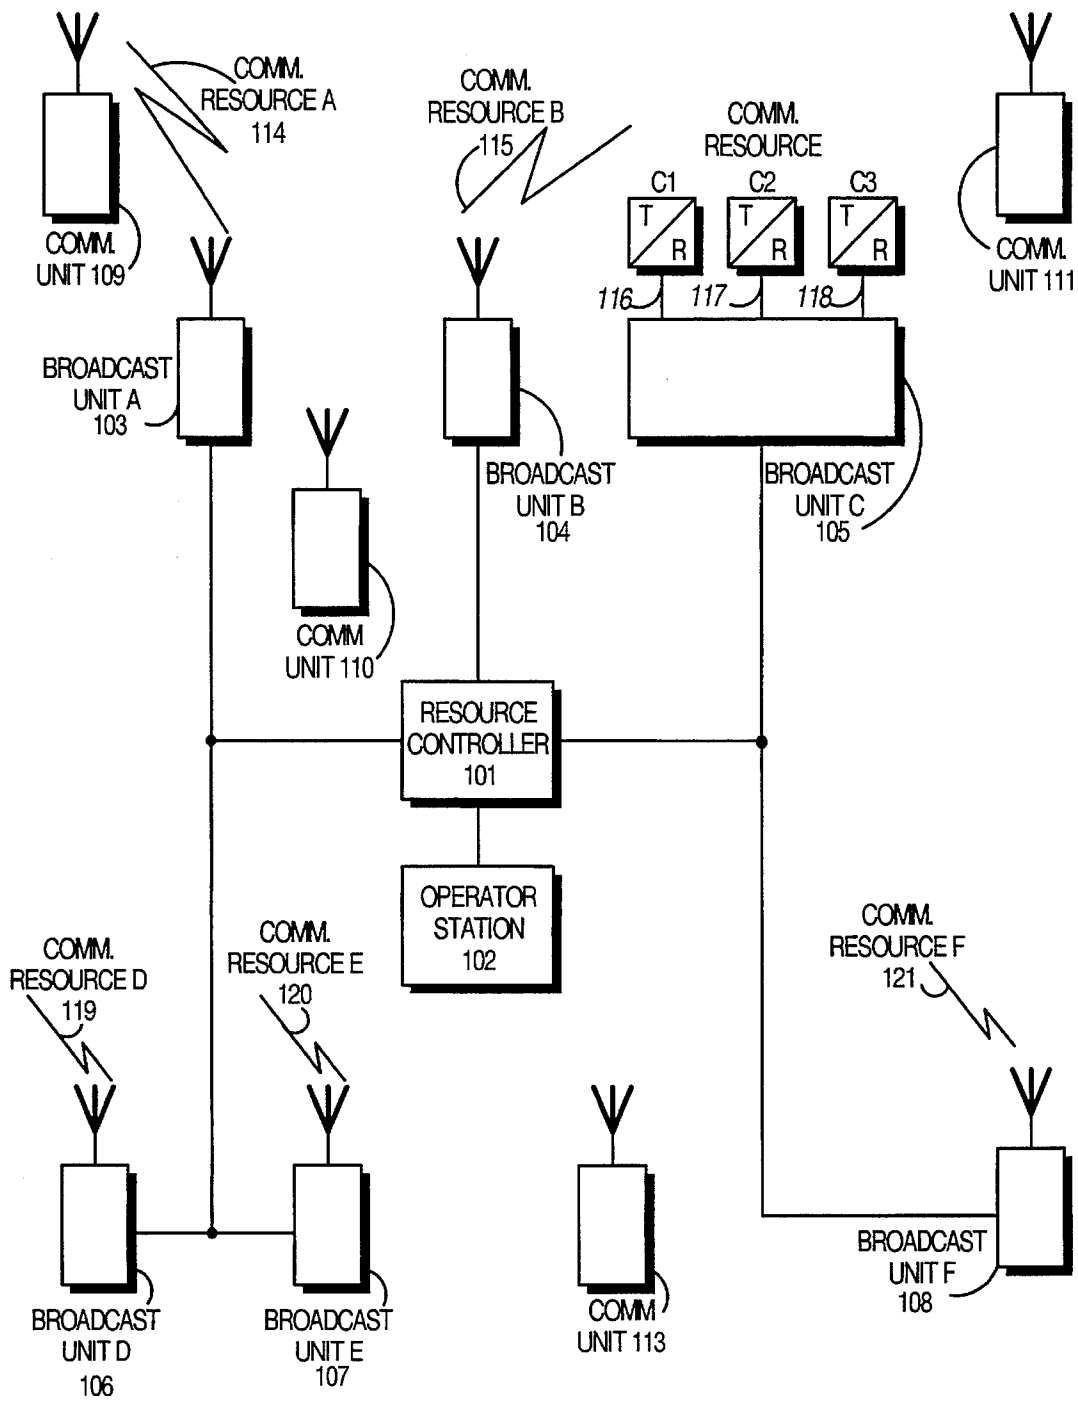 COMM.
RESOURCE A
114
COMM.
UNIT 109
COMM.
RESOURCE B
115
COMM.
RESOURCE
C1
C2
C3
T
R
T
R
T
R
116
117
118
COMM.
UNIT 111
BROADCAST
UNIT A
103
BROADCAST
UNIT B
104
BROADCAST
UNIT C
105
COMM
UNIT 110
RESOURCE
CONTROLLER
101
OPERATOR
STATION
102
COMM.
RESOURCE D
119
COMM.
RESOURCE E
120
COMM.
RESOURCE F
121
BROADCAST
UNIT D
106
BROADCAST
UNIT E
107
COMM
UNIT 113
BROADCAST
UNIT F
108